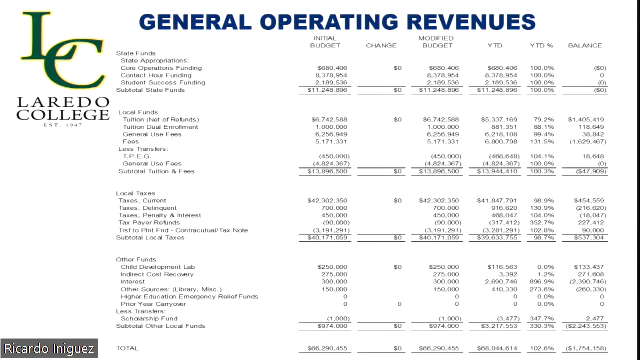 GENERAL OPERATING REVENUES
LC
LAREDO
COLLEGE
EST. 1947
INITIAL BUDGET CHANGE MODIFIED BUDGET YTD YTD % BALANCE
State Funds
State Appropriations:
Core Operations Funding $680,406 $0 $680,406 $680,406 100.0% ($0)
Contact Hour Funding 8,378,954 8,378,954 8,378,954 100.0% 0
Student Success Funding 2,189,536 2,189,536 2,189,536 100.0% (0)
Subtotal State Funds $11,248,896 $0 $11,248,896 $11,248,896 100.0% ($0)
Local Funds
Tuition (Net of Refunds) $6,742,588 $0 $6,742,588 $5,337,169 79.2% $1,405,419
Tuition Dual Enrollment 1,000,000 1,000,000 881,351 88.1% 118,649
General Use Fees 6,256,949 6,256,949 6,218,108 99.4% 38,842
Fees 5,171,331 5,171,331 6,800,798 131.5% (1,629,467)
Less Transfers:
T.P.E.G. (450,000) (450,000) (468,648) 104.1% 18,648
General Use Fees (4,824,367) (4,824,367) (4,824,367) 100.0% (0)
Subtotal Tuition & Fees $13,896,500 $0 $13,896,500 $13,944,410 100.3% ($47,909)
Local Taxes
Taxes, Current $42,302,350 $0 $42,302,350 $41,847,791 98.9% $454,559
Taxes, Delinquent 700,000 700,000 916,620 130.9% (216,620)
Taxes, Penalty & Interest 450,000 450,000 468,047 104.0% (18,047)
Tax Payor Refunds (90,000) (90,000) (317,412) 352.7% 227,412
Trsf to Plnt Fnd - Contractual/Tax Note (3,191,291) (3,191,291) (3,281,291) 102.8% 90,000
Subtotal Local Taxes $40,171,059 $0 $40,171,059 $39,633,755 98.7% $537,304
Other Funds
Child Development Lab $250,000 $0 $250,000 $116,563 0.0% $133,437
Indirect Cost Recovery 275,000 275,000 3,392 1.2% 271,608
Interest 300,000 300,000 2,690,746 896.9% (2,390,746)
Other Sources: (Library, Misc.) 150,000 150,000 410,330 273.6% (260,330)
Higher Education Emergency Relief Funds 0 0 0 0.0% 0
Prior Year Carryover 0 0 0 0 0.0% 0
Less Transfers:
Scholarship Fund (1,000) (1,000) (3,477) 347.7% 2,477
Subtotal Other Local Funds $974,000 $0 $974,000 $3,217,553 330.3% ($2,243,553)
TOTAL $66,290,455 $0 $66,290,455 $68,044,614 102.6% ($1,754,158)
Ricardo Iniguez